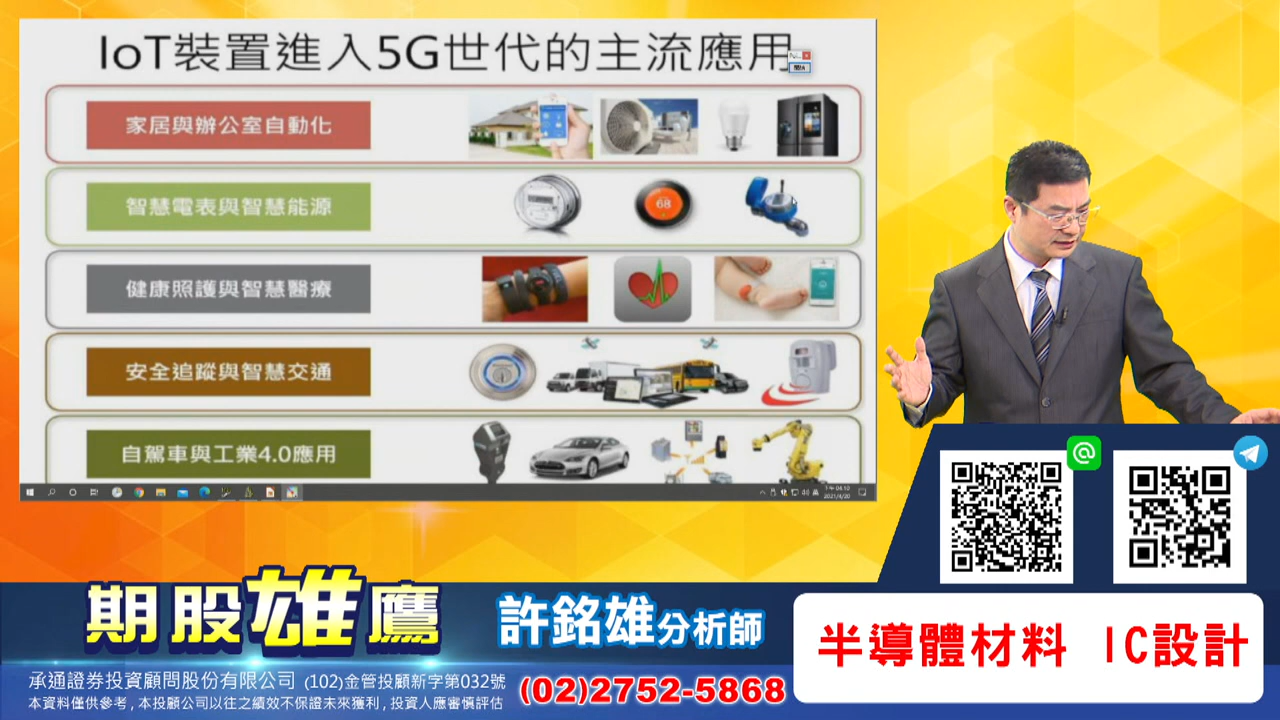 IoT裝置進入5G世代的主流應用
家居與辦公室自動化
智慧電表與智慧能源
68
健康照護與智慧醫療
安全追蹤與智慧交通
自駕車與工業4.0應用
2021/4/20
期股雄鷹
許銘雄分析師
半導體材料 IC設計
承通證券投資顧問股份有限公司 (102)金管投顧新字第032號
(02)2752-5868
本資料僅供參考,本投顧公司以往之績效不保證未來獲利,投資人應審慎評估